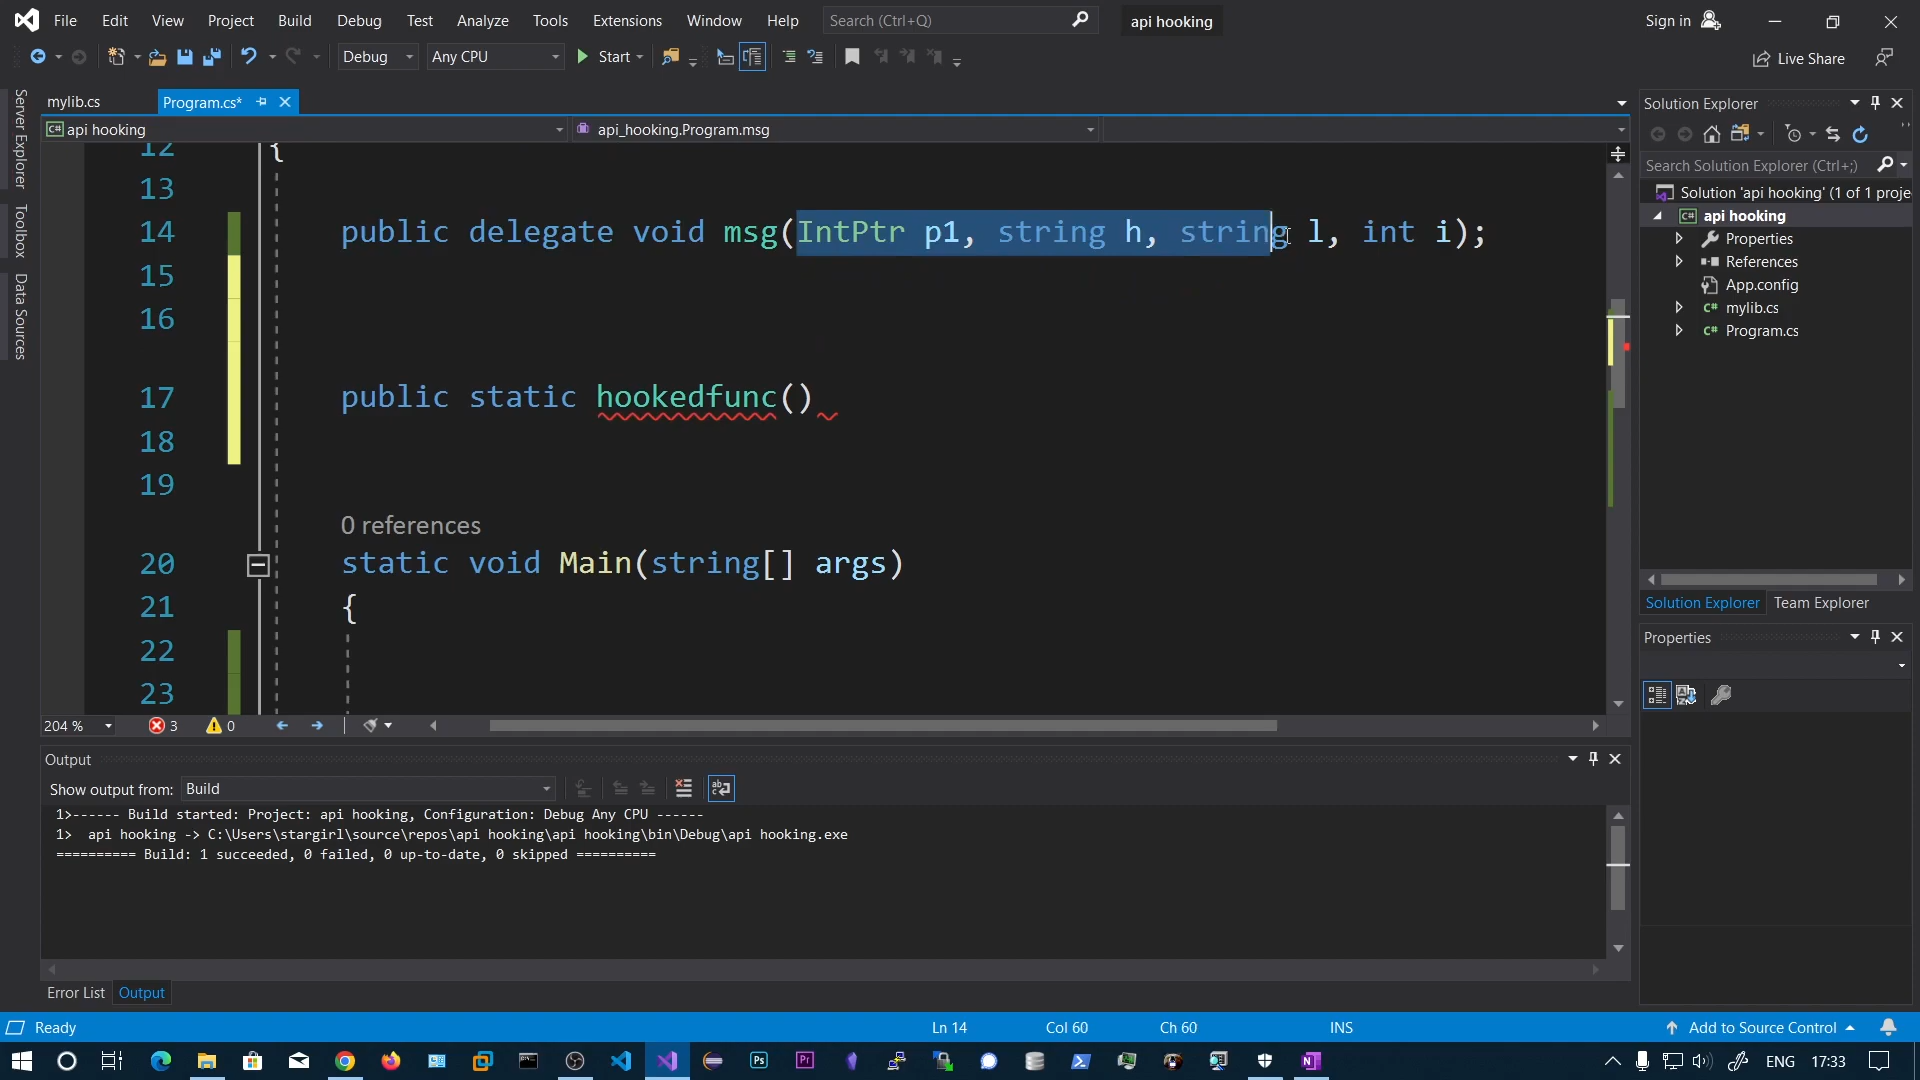 File Edit View Project Build Debug Test Analyze Tools Extensions Window Help Search (Ctrl+Q) api hooking Sign in
Debug Any CPU Start Live Share
Server Explorer
Toolbox
Data Sources
mylib.cs Program.cs*
C# api hooking api_hooking.Program.msg
12 {
13
14 public delegate void msg(IntPtr p1, string h, string l, int i);
15
16
17 public static hookedfunc()
18
19
0 references
20 static void Main(string[] args)
21 {
22
23
204 % 3 0
Output
Show output from: Build
1>------ Build started: Project: api hooking, Configuration: Debug Any CPU ------
1>  api hooking -> C:\Users\stargirl\source\repos\api hooking\api hooking\bin\Debug\api hooking.exe
========== Build: 1 succeeded, 0 failed, 0 up-to-date, 0 skipped ==========
Error List Output
Solution Explorer
Search Solution Explorer (Ctrl+;)
Solution 'api hooking' (1 of 1 proje
C# api hooking
Properties
References
App.config
C# mylib.cs
C# Program.cs
Solution Explorer Team Explorer
Properties
Ready Ln 14 Col 60 Ch 60 INS Add to Source Control
Ps Pr N ENG 17:33